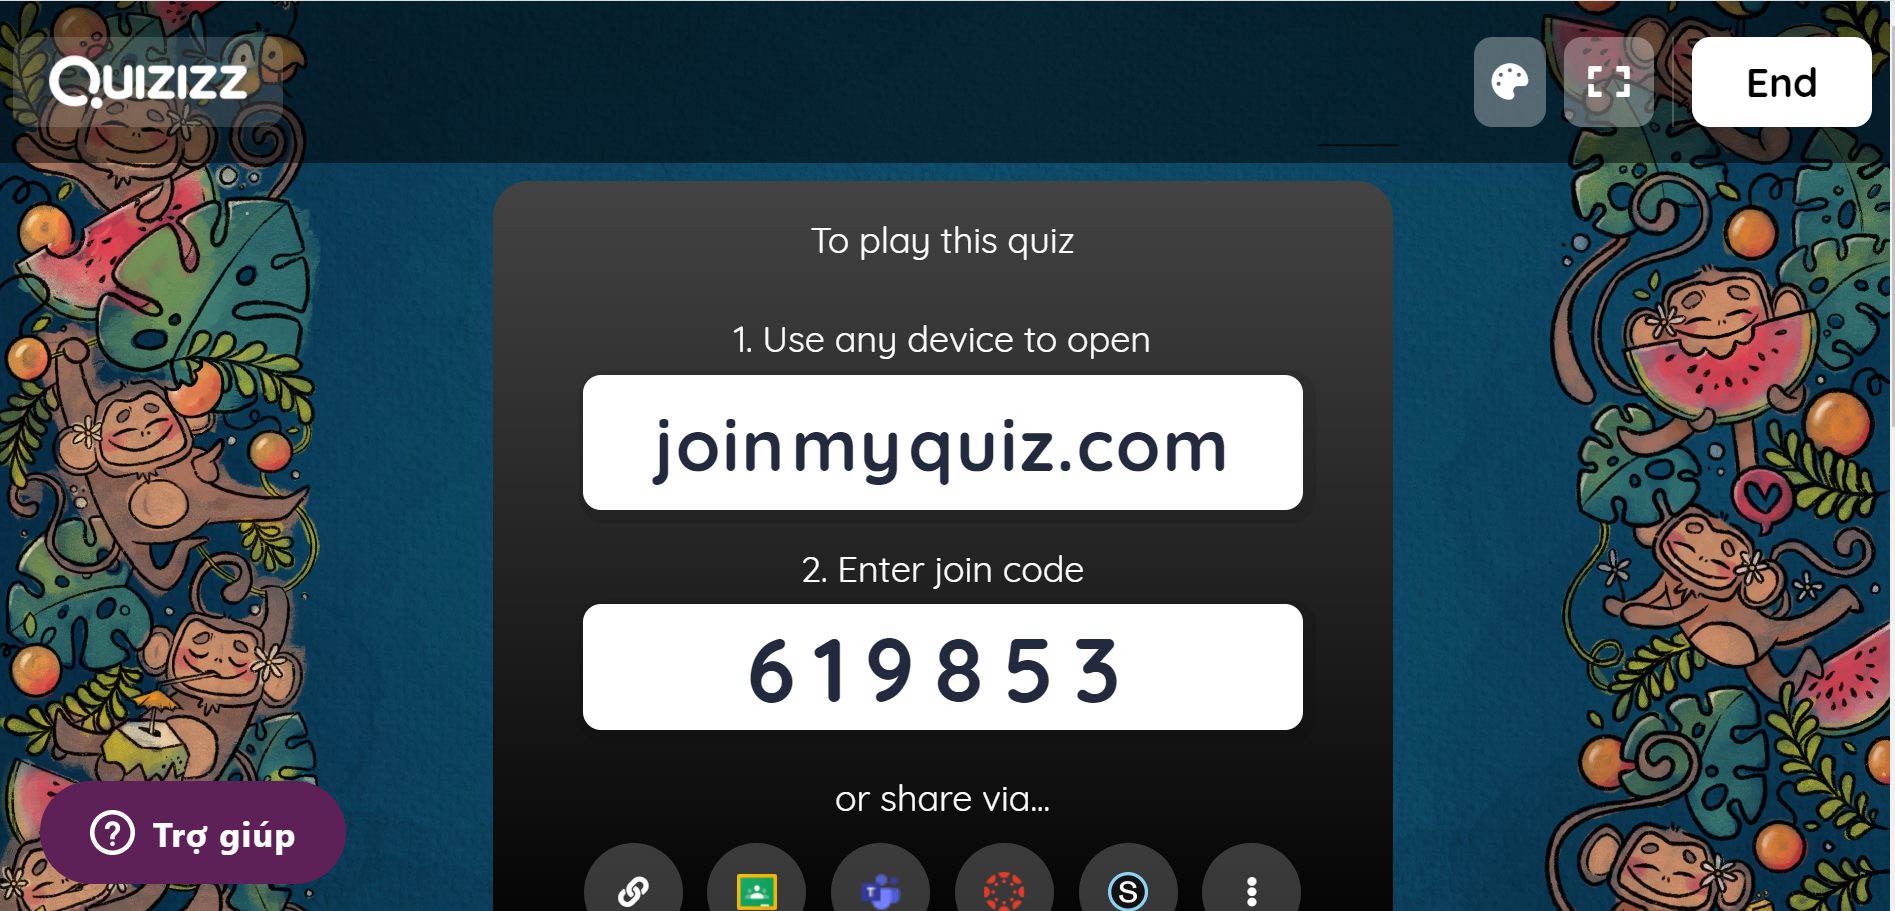 Quizizz
End
To play this quiz
1. Use any device to open
joinmyquiz.com
2. Enter join code
619853
or share via...
T
S
Trợ giúp